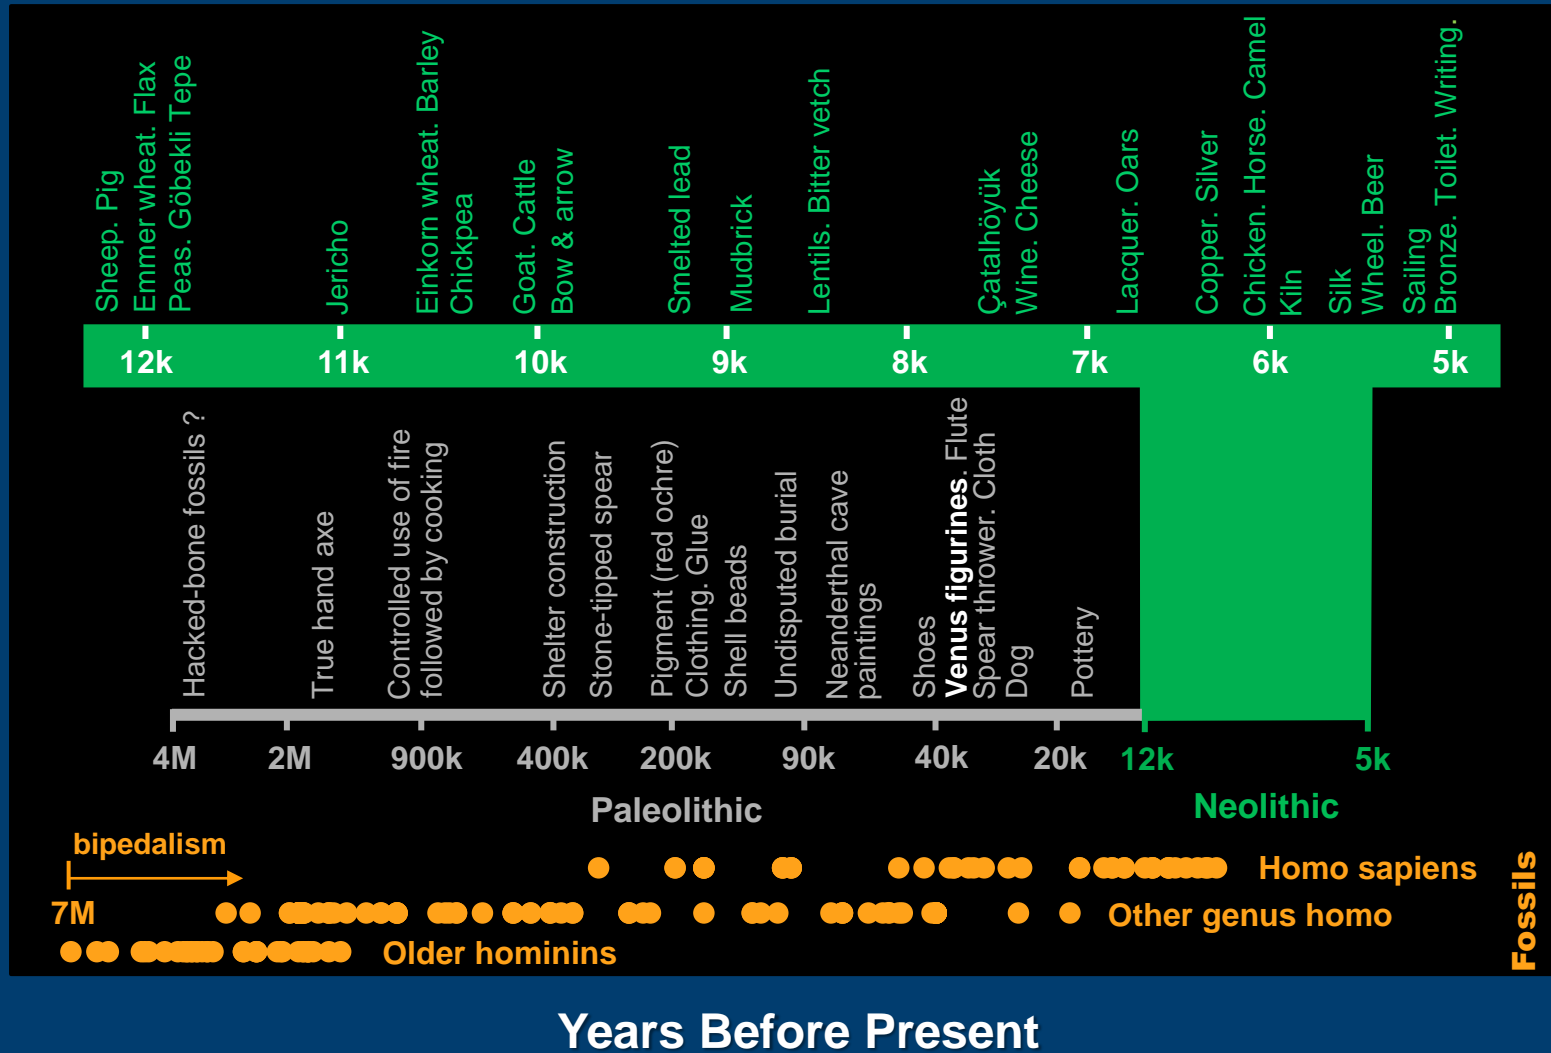 Sheep. Pig
Emmer wheat. Flax
Peas. Göbekli Tepe
Jericho
Einkorn wheat. Barley
Chickpea
Goat. Cattle
Bow & arrow
Smelted lead
Mudbrick
Lentils. Bitter vetch
Çatalhöyük
Wine. Cheese
Lacquer. Oars
Copper. Silver
Chicken. Horse. Camel
Kiln
Silk
Wheel. Beer
Sailing
Bronze. Toilet. Writing.
12k 11k 10k 9k 8k 7k 6k 5k
Hacked-bone fossils ?
True hand axe
Controlled use of fire
followed by cooking
Shelter construction
Stone-tipped spear
Pigment (red ochre)
Clothing. Glue
Shell beads
Undisputed burial
Neanderthal cave
paintings
Shoes
Venus figurines. Flute
Spear thrower. Cloth
Dog
Pottery
4M 2M 900k 400k 200k 90k 40k 20k 12k 5k
Paleolithic
Neolithic
bipedalism
7M
Homo sapiens
Other genus homo
Older hominins
Fossils
Years Before Present